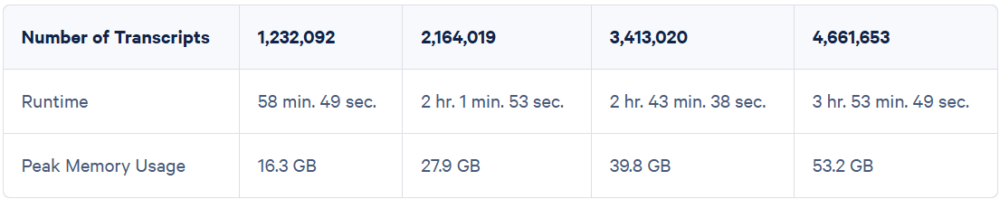 Number of Transcripts 1,232,092 2,164,019 3,413,020 4,661,653
Runtime 58 min. 49 sec. 2 hr. 1 min. 53 sec. 2 hr. 43 min. 38 sec. 3 hr. 53 min. 49 sec.
Peak Memory Usage 16.3 GB 27.9 GB 39.8 GB 53.2 GB